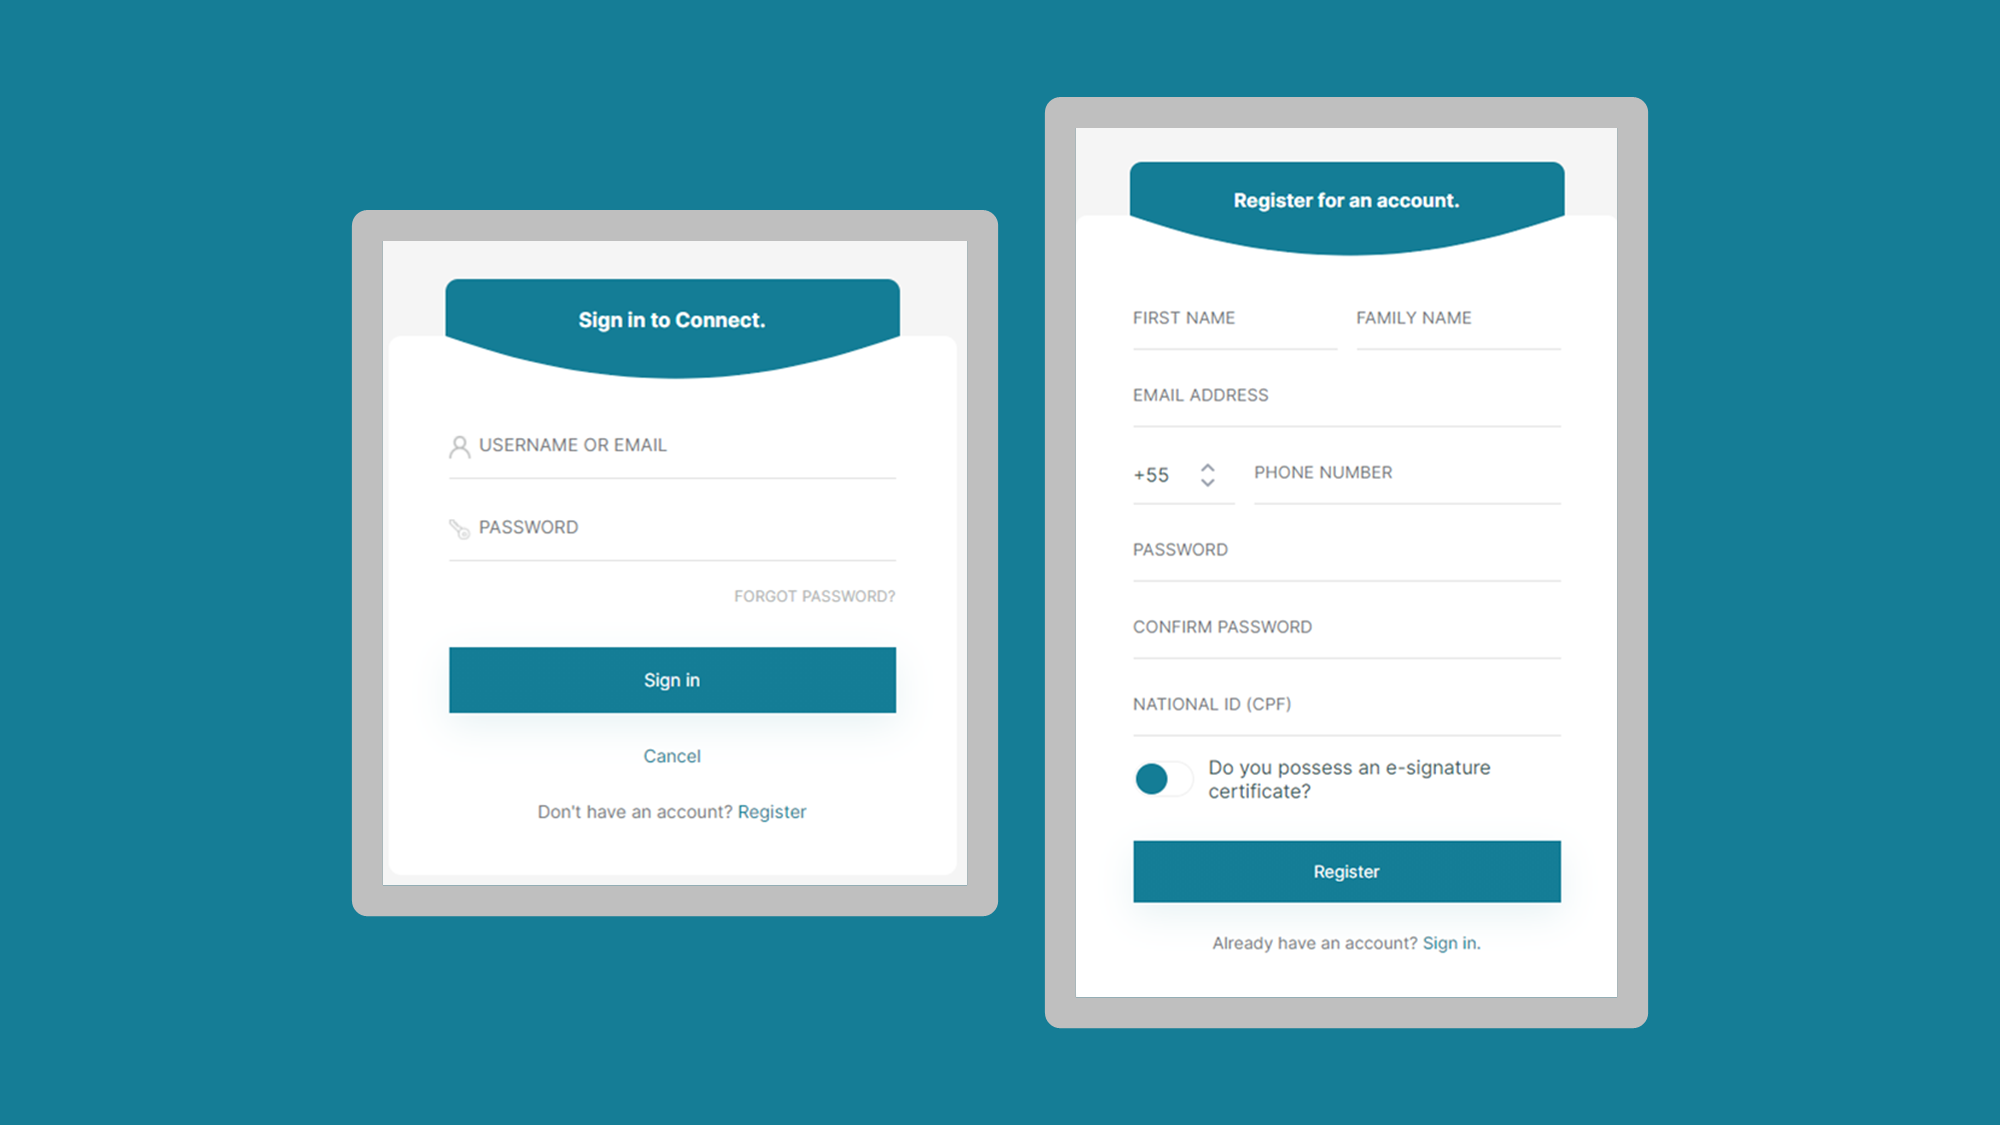 Sign in to Connect.
USERNAME OR EMAIL
PASSWORD
FORGOT PASSWORD?
Sign in
Cancel
Don't have an account? Register
Register for an account.
FIRST NAME FAMILY NAME
EMAIL ADDRESS
+55 PHONE NUMBER
PASSWORD
CONFIRM PASSWORD
NATIONAL ID (CPF)
Do you possess an e-signature
certificate?
Register
Already have an account? Sign in.